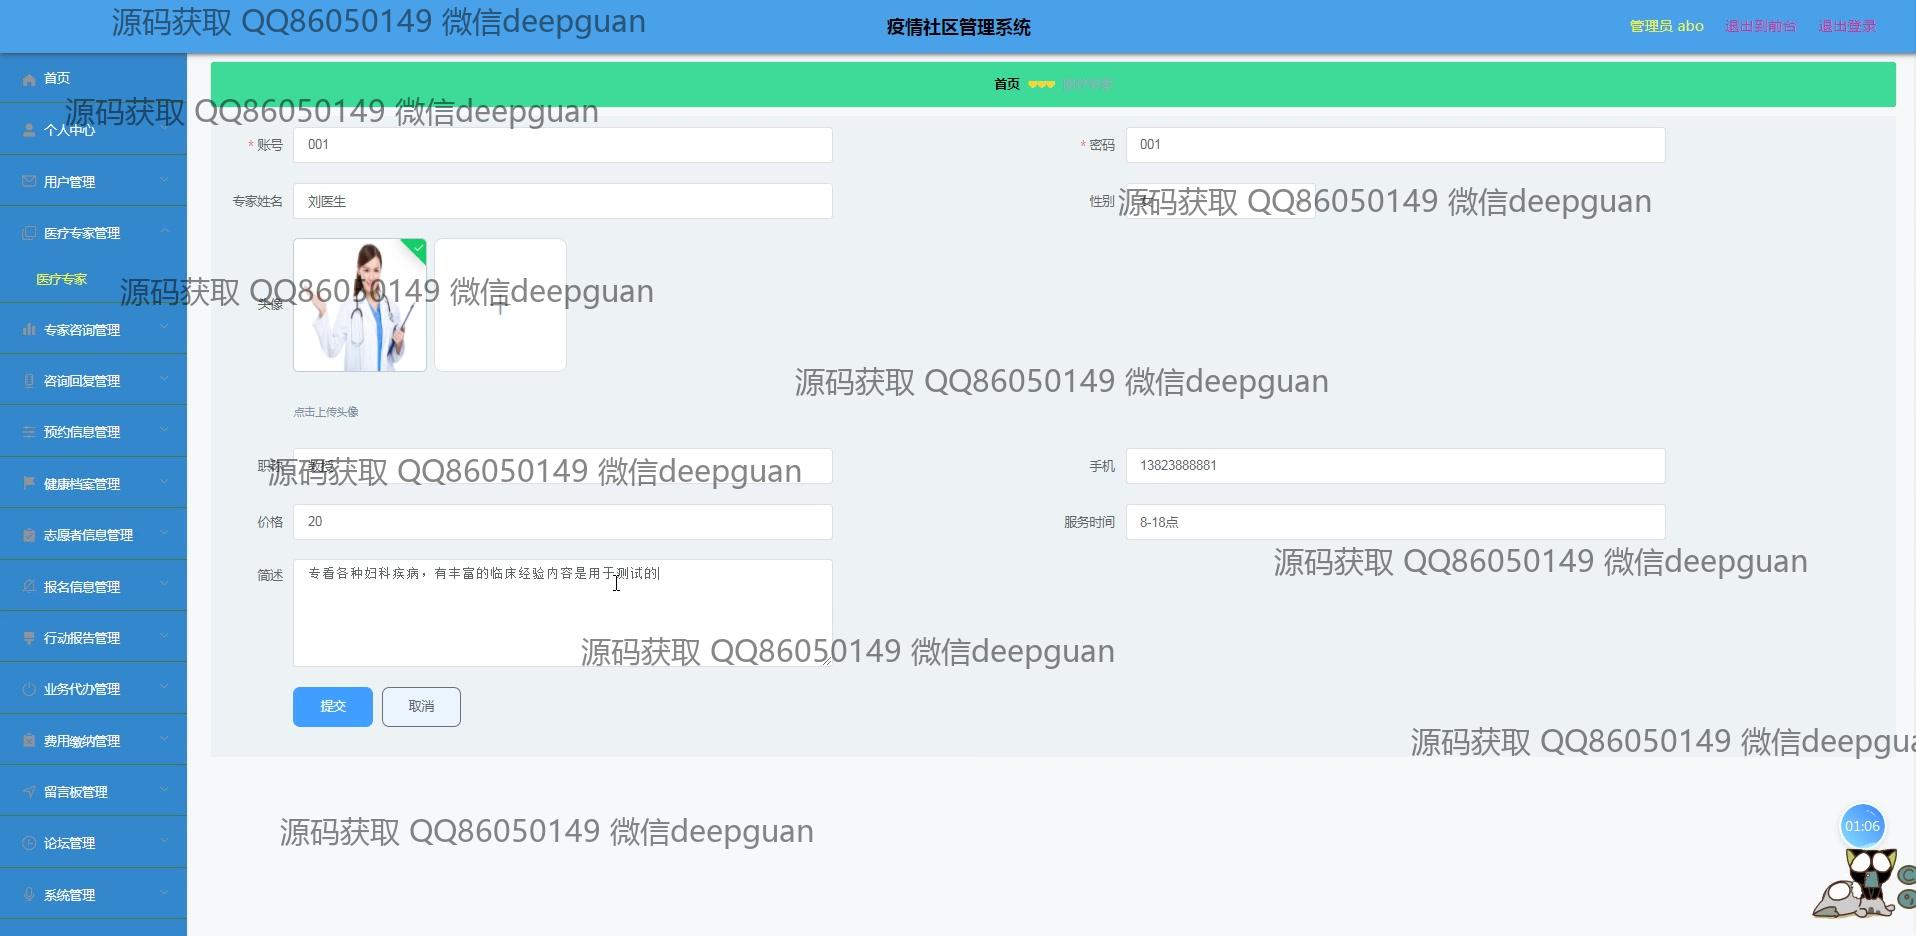 源码获取 QQ86050149 微信deepguan
疫情社区管理系统
管理员 abo 退出到前台 退出登录
首页
首页
源码获取 QQ86050149 微信deepguan
个人中心
* 账号 001
* 密码 001
用户管理
专家姓名 刘医生
性别 女
源码获取 QQ86050149 微信deepguan
医疗专家管理
医疗专家
源码获取 QQ86050149 微信deepguan
头像
专家咨询管理
咨询回复管理
源码获取 QQ86050149 微信deepguan
点击上传头像
预约信息管理
职称 教授
源码获取 QQ86050149 微信deepguan
手机 13823888881
健康档案管理
价格 20
服务时间 8-18点
志愿者信息管理
源码获取 QQ86050149 微信deepguan
简述 专看各种妇科疾病，有丰富的临床经验内容是用于测试的
报名信息管理
行动报告管理
源码获取 QQ86050149 微信deepguan
业务代办管理
提交 取消
费用缴纳管理
源码获取 QQ86050149 微信deepgua
留言板管理
源码获取 QQ86050149 微信deepguan
01:06
论坛管理
系统管理